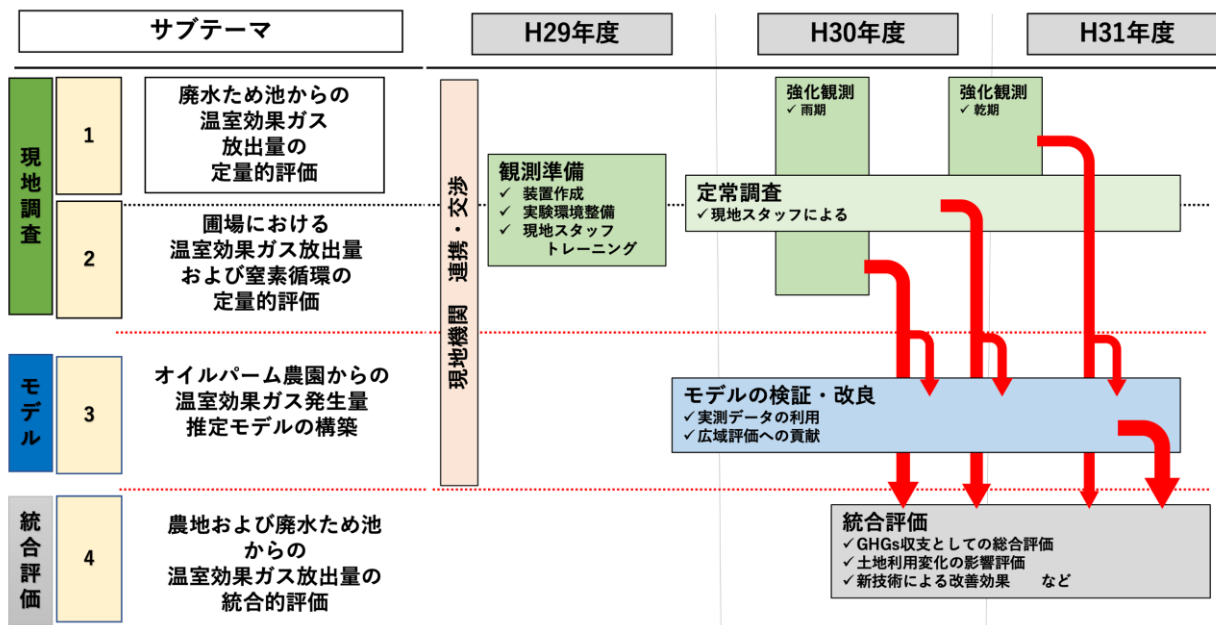 サブテーマ
H29年度
H30年度
H31年度
現地調査
1
廃水ため池からの
温室効果ガス
放出量の
定量的評価
2
圃場における
温室効果ガス放出量
および窒素循環の
定量的評価
モデル
3
オイルパーム農園からの
温室効果ガス発生量
推定モデルの構築
統合評価
4
農地および廃水ため池
からの
温室効果ガス放出量の
統合的評価
現地機関 連携・交渉
観測準備
✓ 装置作成
✓ 実験環境整備
✓ 現地スタッフ
トレーニング
強化観測
✓ 雨期
強化観測
✓ 乾期
定常調査
✓現地スタッフによる
モデルの検証・改良
✓実測データの利用
✓広域評価への貢献
統合評価
✓GHGs収支としての総合評価
✓土地利用変化の影響評価
✓新技術による改善効果 など